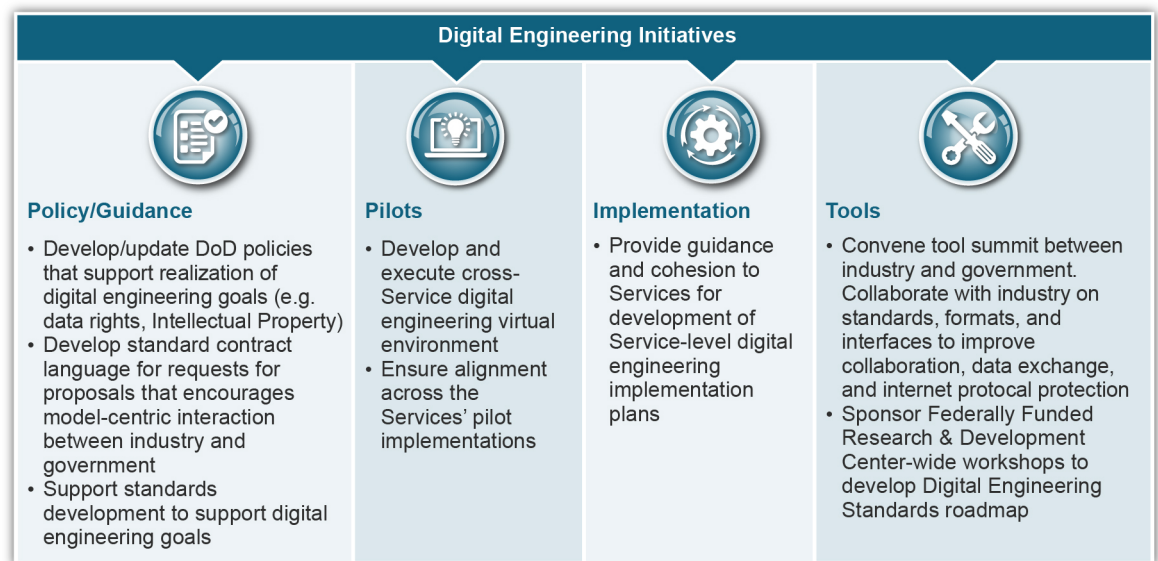 Digital Engineering Initiatives
Policy/Guidance
• Develop/update DoD policies
that support realization of
digital engineering goals (e.g.
data rights, Intellectual Property)
• Develop standard contract
language for requests for
proposals that encourages
model-centric interaction
between industry and
government
• Support standards
development to support digital
engineering goals
Pilots
• Develop and
execute cross-
Service digital
engineering virtual
environment
• Ensure alignment
across the
Services’ pilot
implementations
Implementation
• Provide guidance
and cohesion to
Services for
development of
Service-level digital
engineering
implementation
plans
Tools
• Convene tool summit between
industry and government.
Collaborate with industry on
standards, formats, and
interfaces to improve
collaboration, data exchange,
and internet protocal protection
• Sponsor Federally Funded
Research & Development
Center-wide workshops to
develop Digital Engineering
Standards roadmap